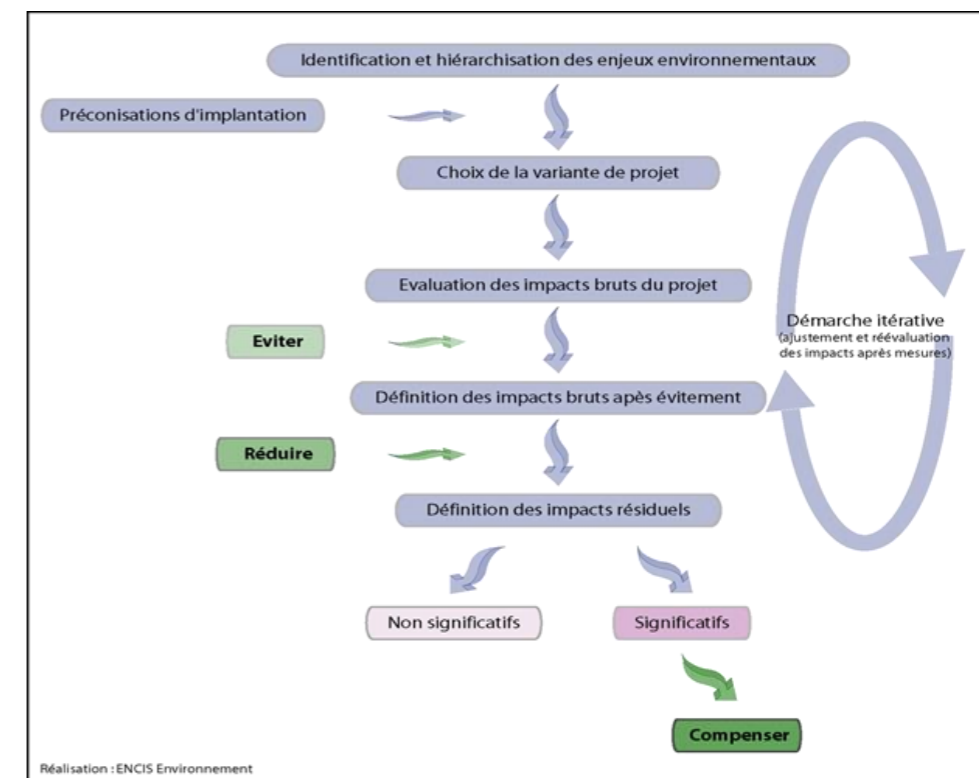 Identification et hiérarchisation des enjeux environnementaux
Préconisations d'implantation
Choix de la variante de projet
Evaluation des impacts bruts du projet
Démarche itérative
(ajustement et réévaluation
des impacts après mesures)
Eviter
Définition des impacts bruts apès évitement
Réduire
Définition des impacts résiduels
Non significatifs
Significatifs
Compenser
Réalisation : ENCIS Environnement